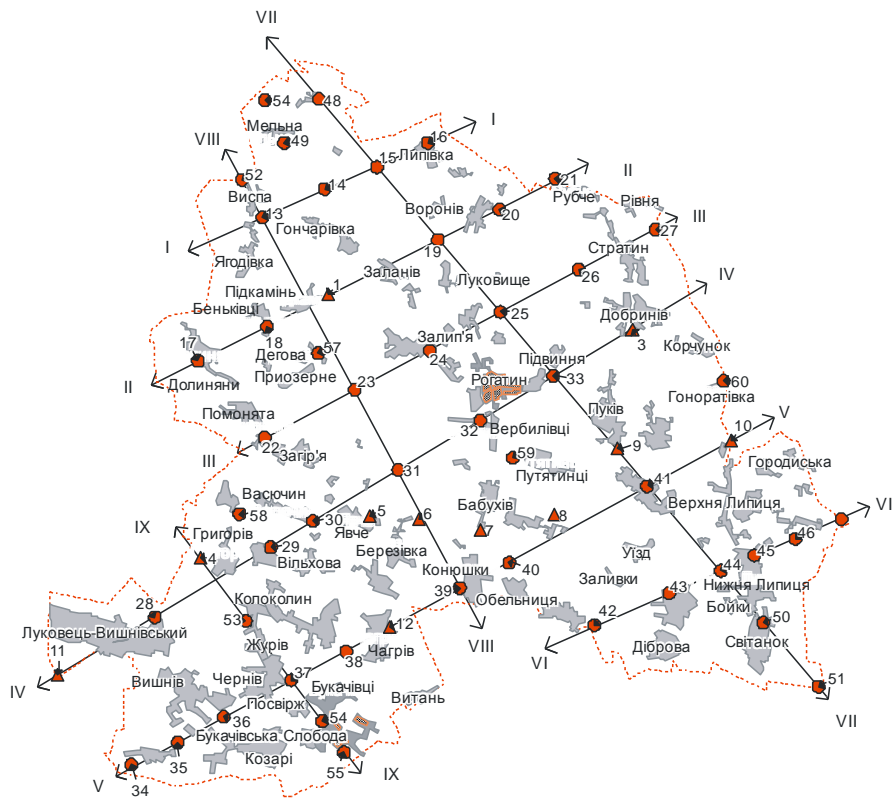 VII
54
48
Мельна
49
I
16
Липівка
15
VIII
52
14
Виспа
13
Гончарівка
Воронів
20
21
II
Рубче
Рівня
III
27
I
Ягодівка
19
Стратин
26
Заланів
Луковище
IV
Підкамінь
1
Беньківці
18
25
Добринів
3
17
Дегова
57
Залип'я
24
Підвиння
Корчунок
II
Долиняни
Приозерне
23
Рогатин
33
60
Гоноратівка
Помонята
Пуків
22
32
Вербилівці
V
III
Загір'я
9
10
31
59
Путятинці
Городиська
41
Васючин
58
30
5
6
Бабухів
8
Верхня Липиця
VI
IX
Григорів
Явче
7
46
29
Березівка
Уїзд
45
4
Вільхова
Конюшки
40
44
Нижня Липиця
39
Обельниця
Заливки
43
Колоколин
Бойки
28
53
12
42
50
Луковець-Вишнівський
VIII
Світанок
11
Журів
38
Чагрів
VI
Діброва
IV
Вишнів
Чернів
37
Букачівці
Витань
51
Посвірж
VII
36
54
Букачівська Слобода
35
Козарі
55
V
34
IX